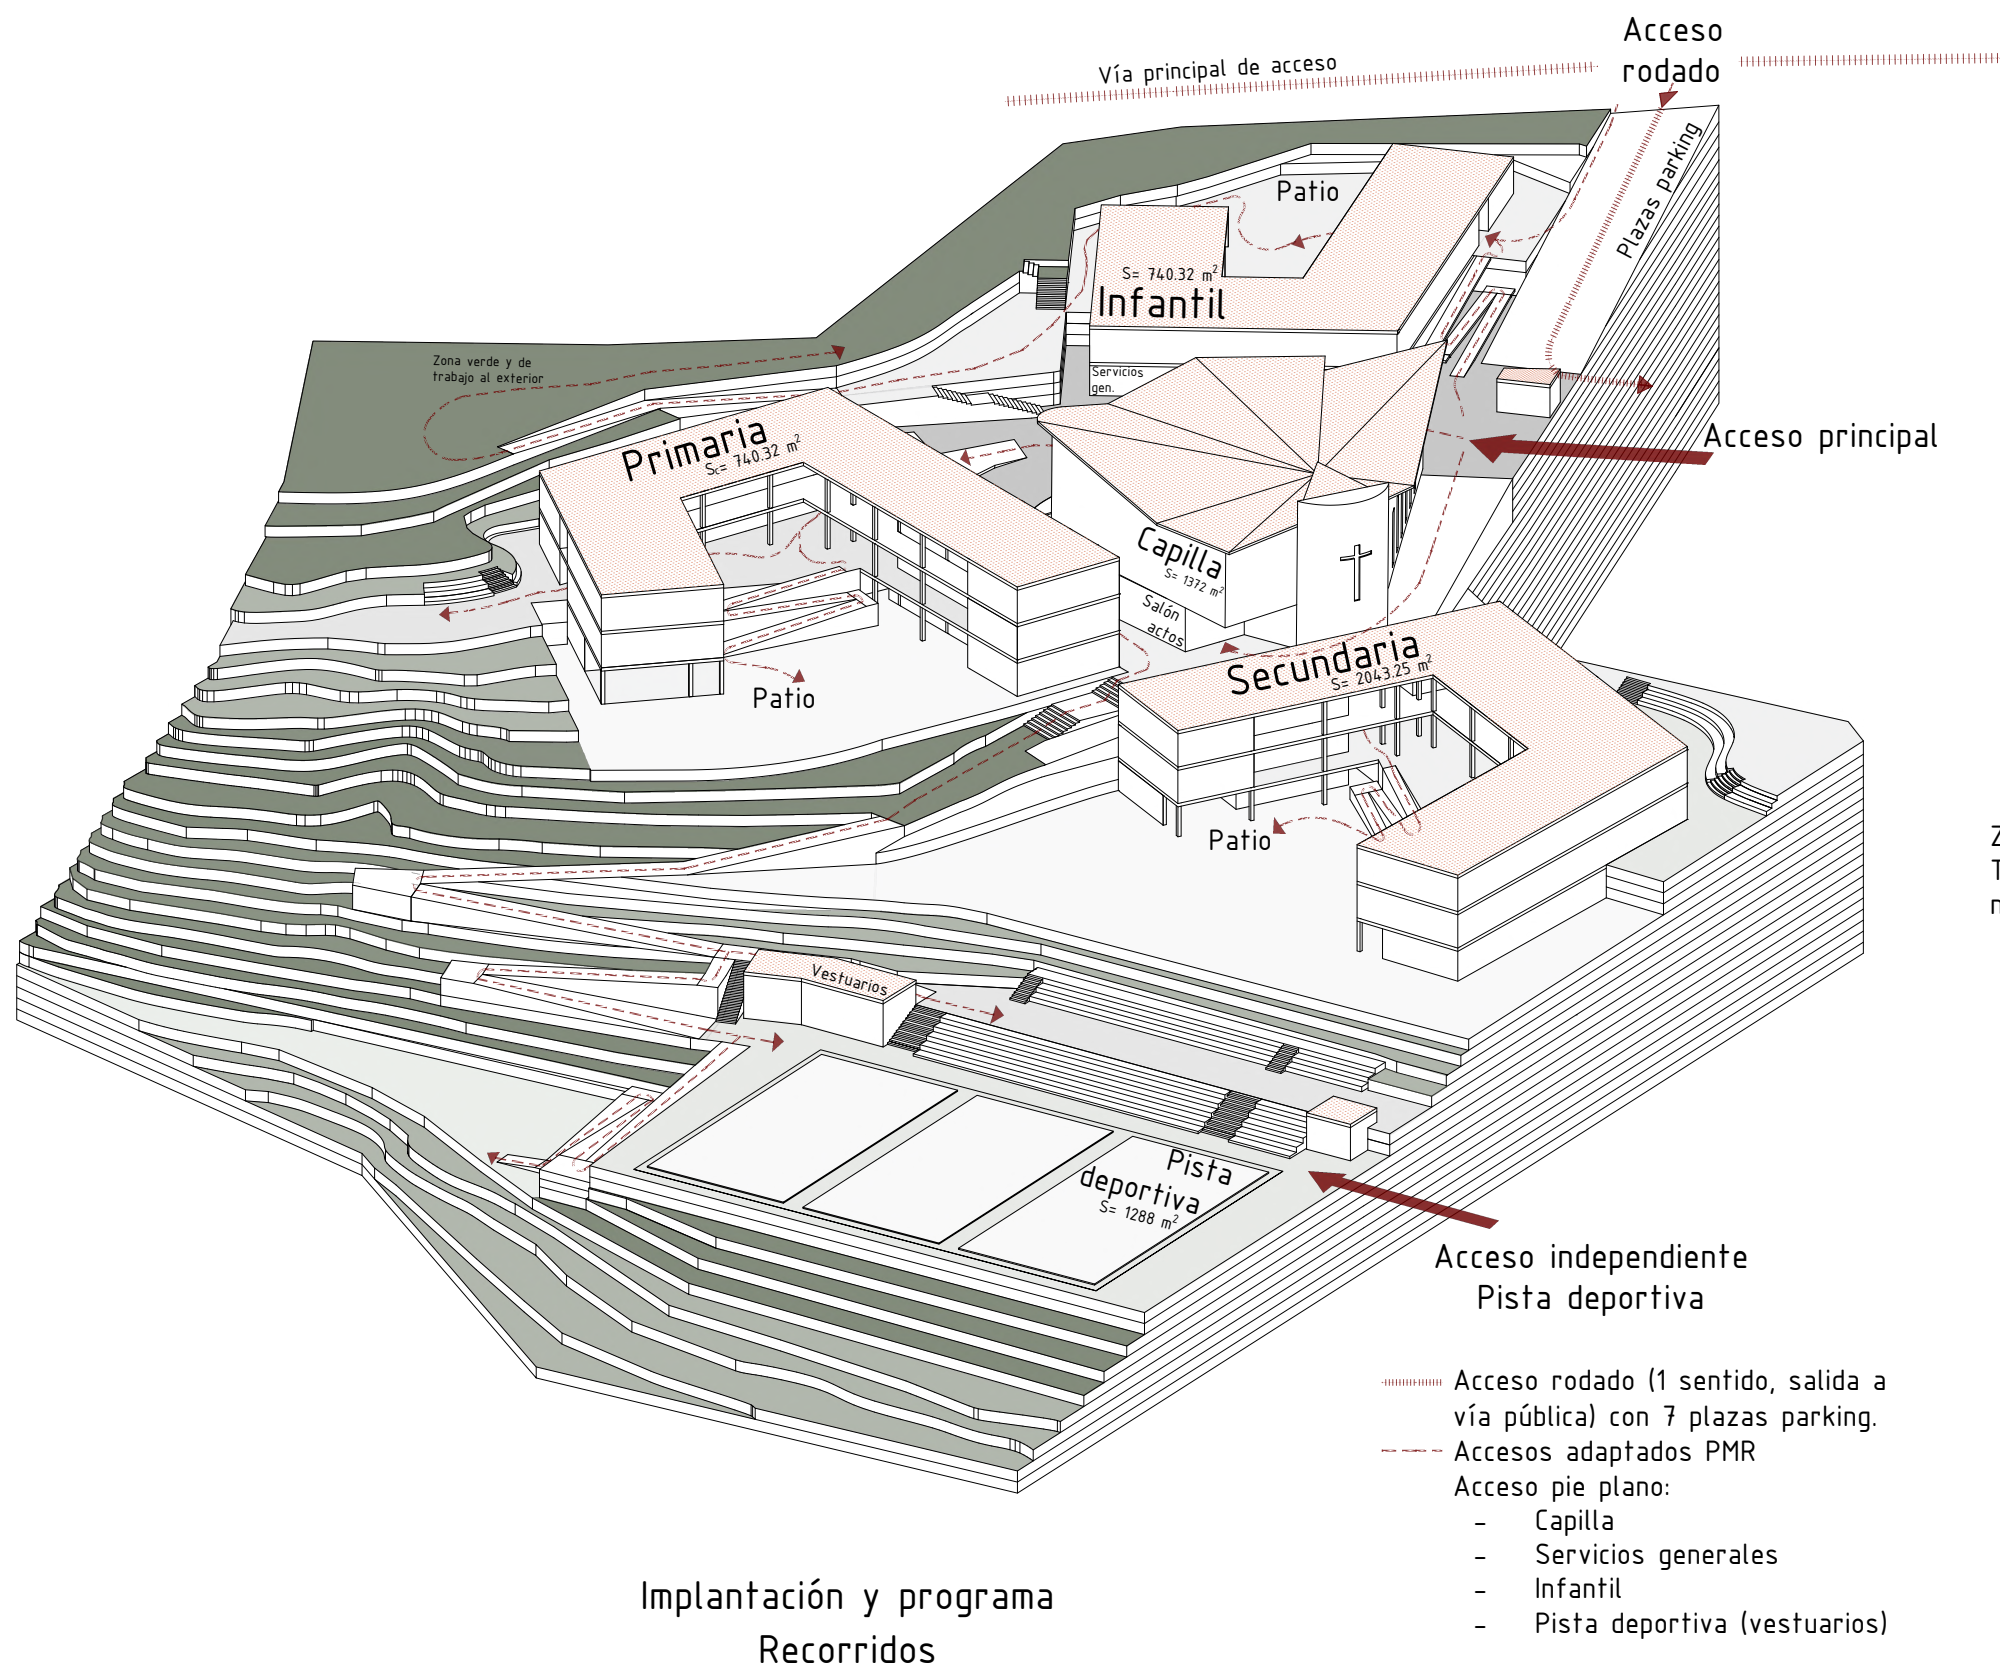 Acceso
rodado
Vía principal de acceso
Plazas parking
Patio
S= 740.32 m²
Infantil
Servicios
gen.
Zona verde y de
trabajo al exterior
Primaria
Sc= 740.32 m²
Acceso principal
Capilla
S= 1372 m²
Salón
actos
Secundaria
S= 2043.25 m²
Patio
Patio
Vestuarios
Pista
deportiva
S= 1288 m²
Acceso independiente
Pista deportiva
Acceso rodado (1 sentido, salida a
vía pública) con 7 plazas parking.
Accesos adaptados PMR
Acceso pie plano:
- Capilla
- Servicios generales
- Infantil
- Pista deportiva (vestuarios)
Implantación y programa
Recorridos